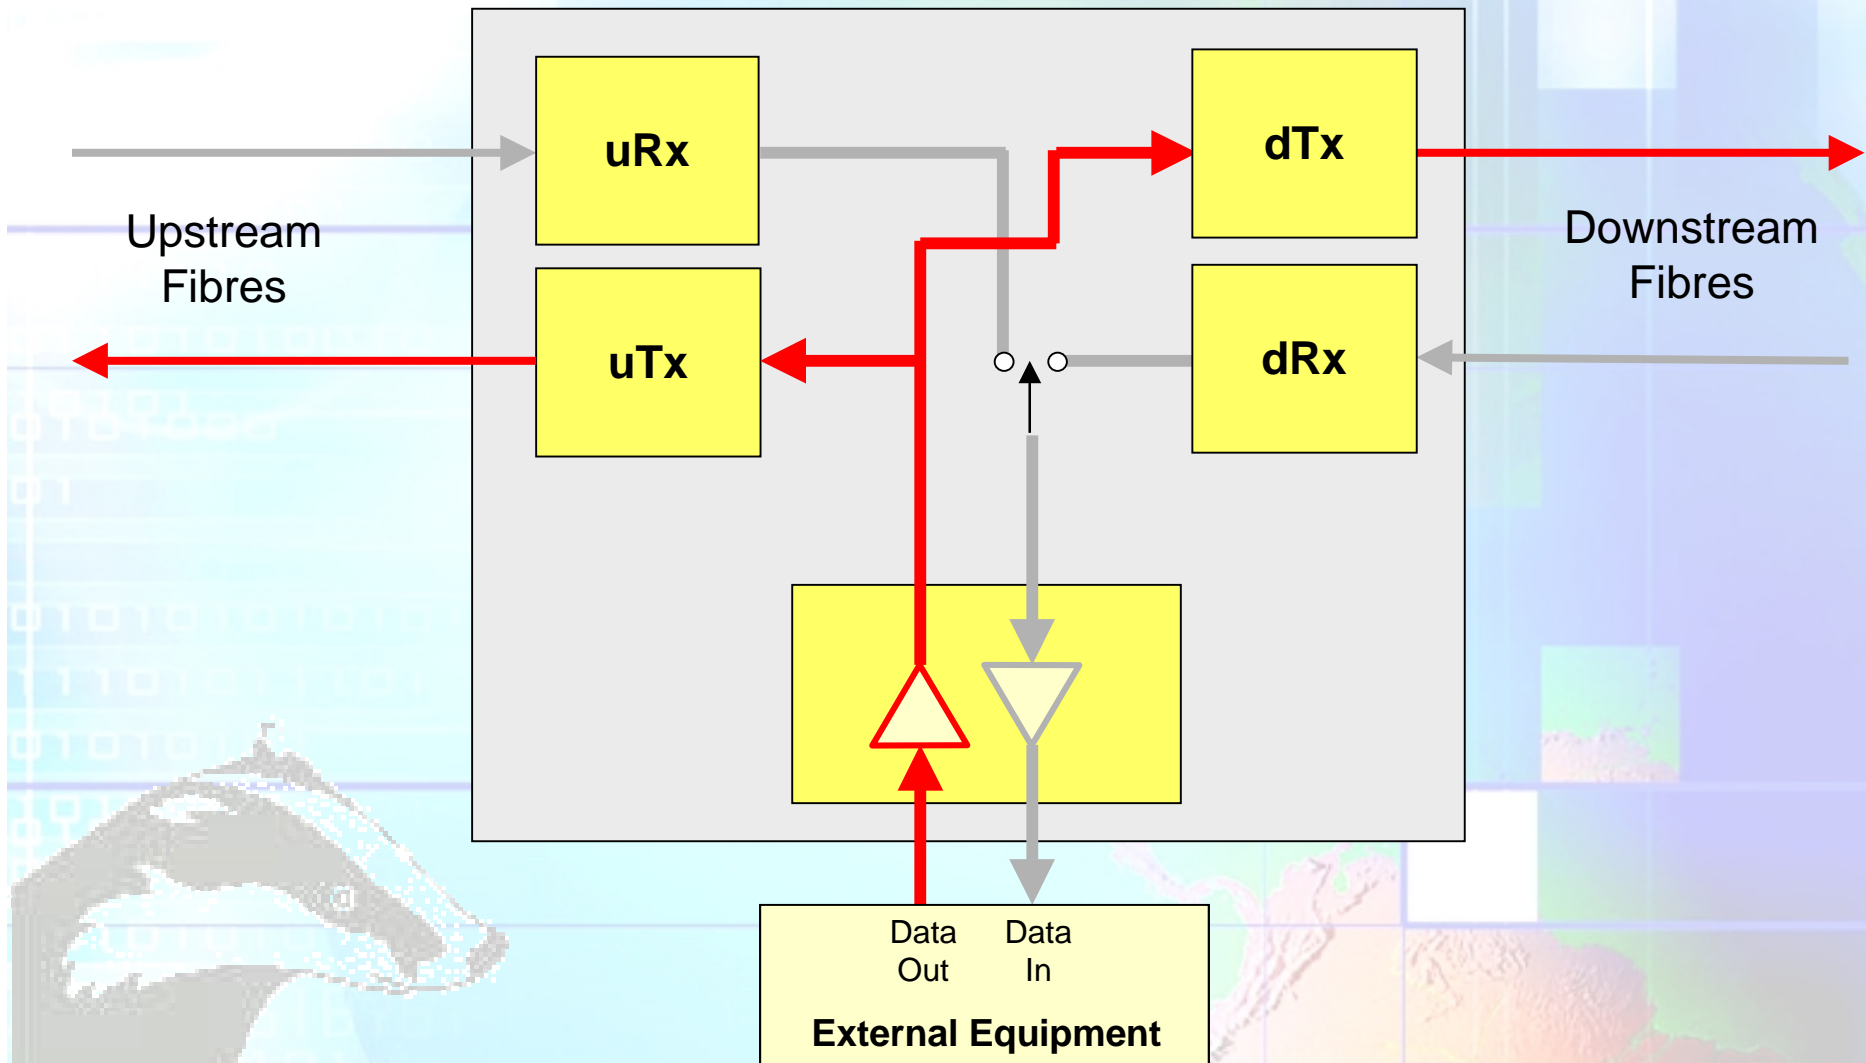 uRx
dTx
Upstream
Fibres
Downstream
Fibres
uTx
dRx
Data
Out
Data
In
External Equipment